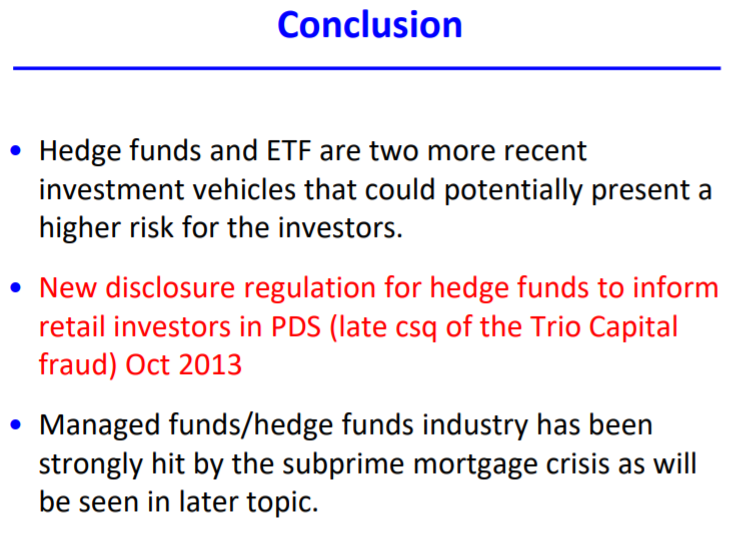 Conclusion
• Hedge funds and ETF are two more recent
investment vehicles that could potentially present a
higher risk for the investors.
• New disclosure regulation for hedge funds to inform
retail investors in PDS (late csq of the Trio Capital
fraud) Oct 2013
• Managed funds/hedge funds industry has been
strongly hit by the subprime mortgage crisis as will
be seen in later topic.